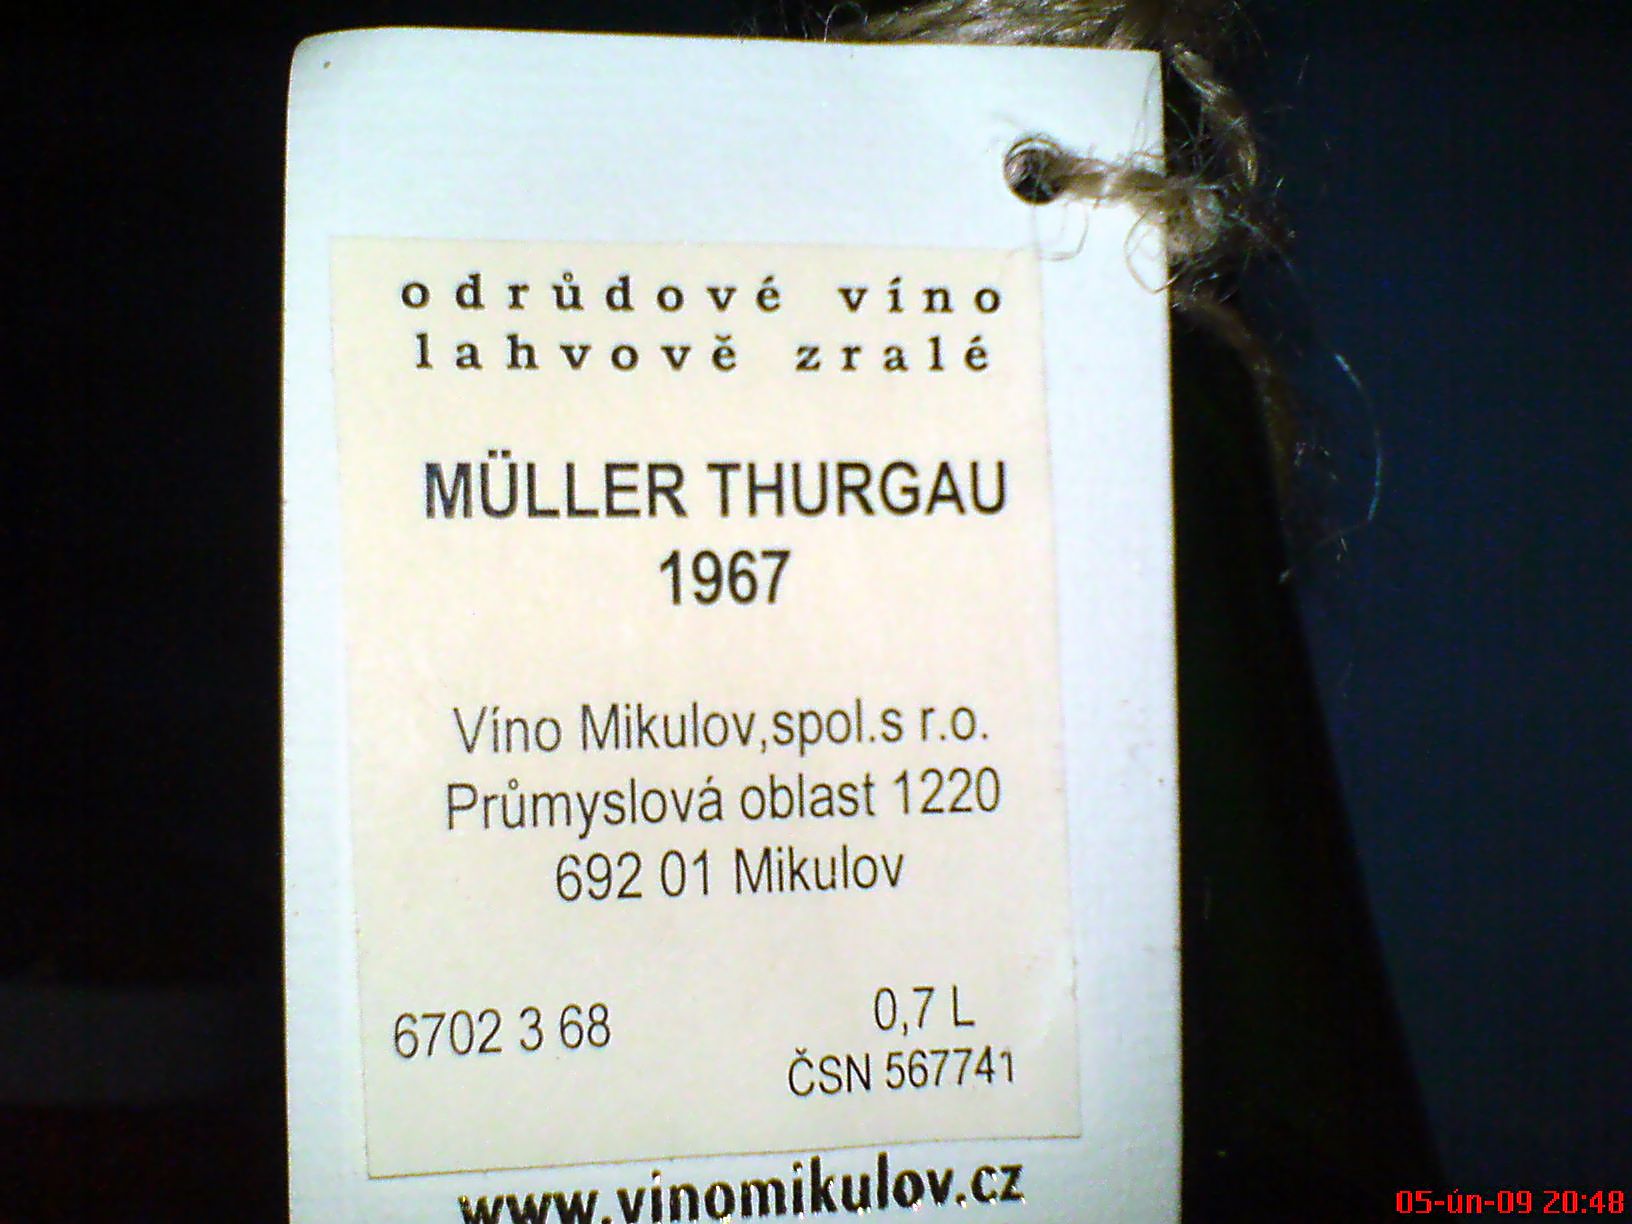 odrůdové víno
lahvově zralé
MÜLLER THURGAU
1967
Víno Mikulov,spol.s r.o.
Průmyslová oblast 1220
692 01 Mikulov
6702 3 68
0,7 L
ČSN 567741
www.vinomikulov.cz
05-ún-09 20:48